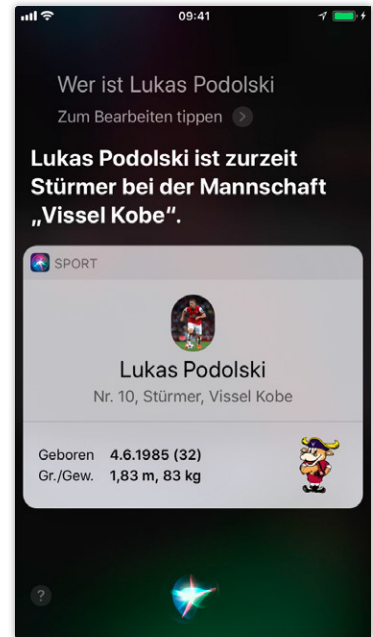 09:41
Wer ist Lukas Podolski
Zum Bearbeiten tippen
Lukas Podolski ist zurzeit
Stürmer bei der Mannschaft
„Vissel Kobe“.
SPORT
Lukas Podolski
Nr. 10, Stürmer, Vissel Kobe
Geboren 4.6.1985 (32)
Gr./Gew. 1,83 m, 83 kg
?